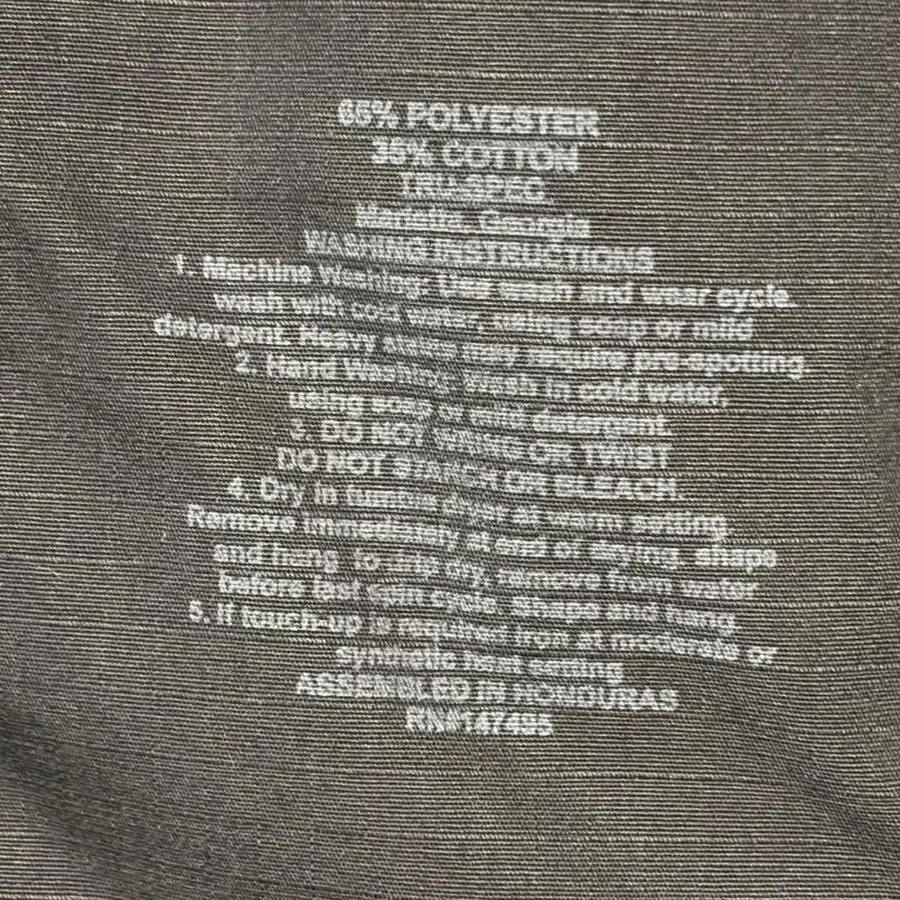 65% POLYESTER
35% COTTON
TRU-SPEC
Marietta, Georgia
WASHING INSTRUCTIONS
1. Machine Washing: Use wash and wear cycle.
wash with cold water, using soap or mild
detergent. Heavy stains may require pre-spotting
2. Hand Washing: Wash in cold water,
using soap or mild detergent.
3. DO NOT WRING OR TWIST
DO NOT STARCH OR BLEACH.
4. Dry in tumble dryer at warm setting.
Remove immediately at end of drying, shape
and hang to drip dry, remove from water
before last spin cycle. Shape and hang
5. If touch-up is required iron at moderate or
synthetic heat setting
ASSEMBLED IN HONDURAS
RN#147495